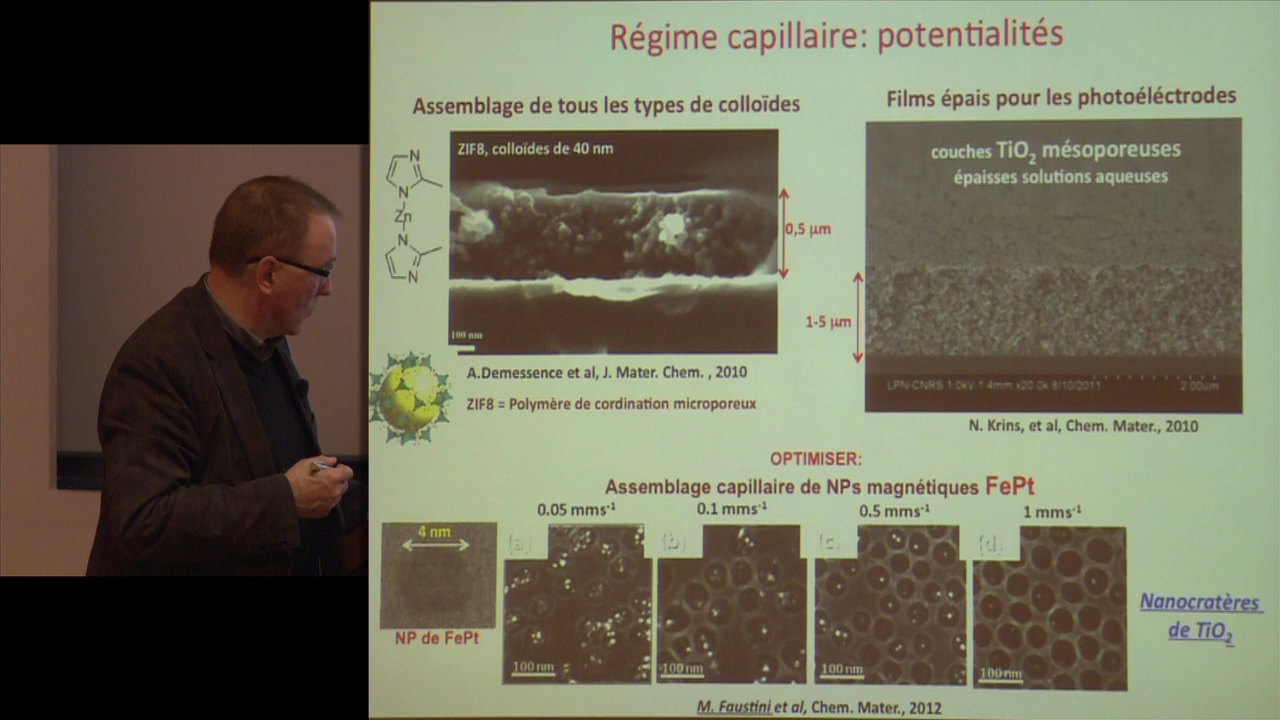 Régime capillaire: potentialités
Assemblage de tous les types de colloïdes
N
N
Zn
N
N
ZIF8, colloïdes de 40 nm
0,5 µm
100 nm
A.Demessence et al, J. Mater. Chem. , 2010
ZIF8 = Polymère de cordination microporeux
Films épais pour les photoéléctrodes
couches TiO2 mésoporeuses
épaisses solutions aqueuses
1-5 µm
LPN-CNRS 1.0kV 1.4mm x20.0k 8/10/2011 2.00um
N. Krins, et al, Chem. Mater., 2010
OPTIMISER:
Assemblage capillaire de NPs magnétiques FePt
0.05 mms-1
0.1 mms-1
0.5 mms-1
1 mms-1
4 nm
(a)
(b)
(c)
(d)
NP de FePt
100 nm
100 nm
100 nm
100 nm
Nanocratères
de TiO2
M. Faustini et al, Chem. Mater., 2012